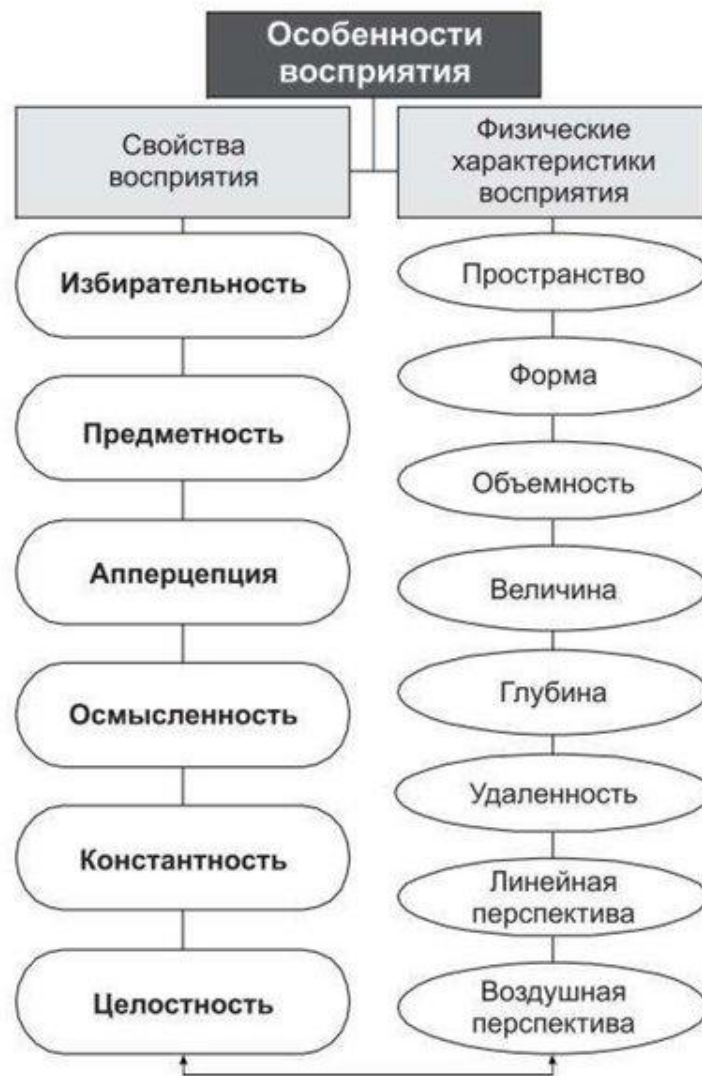 Особенности
восприятия
Свойства
восприятия
Избирательность
Предметность
Апперцепция
Осмысленность
Константность
Целостность
Физические
характеристики
восприятия
Пространство
Форма
Объемность
Величина
Глубина
Удаленность
Линейная
перспектива
Воздушная
перспектива